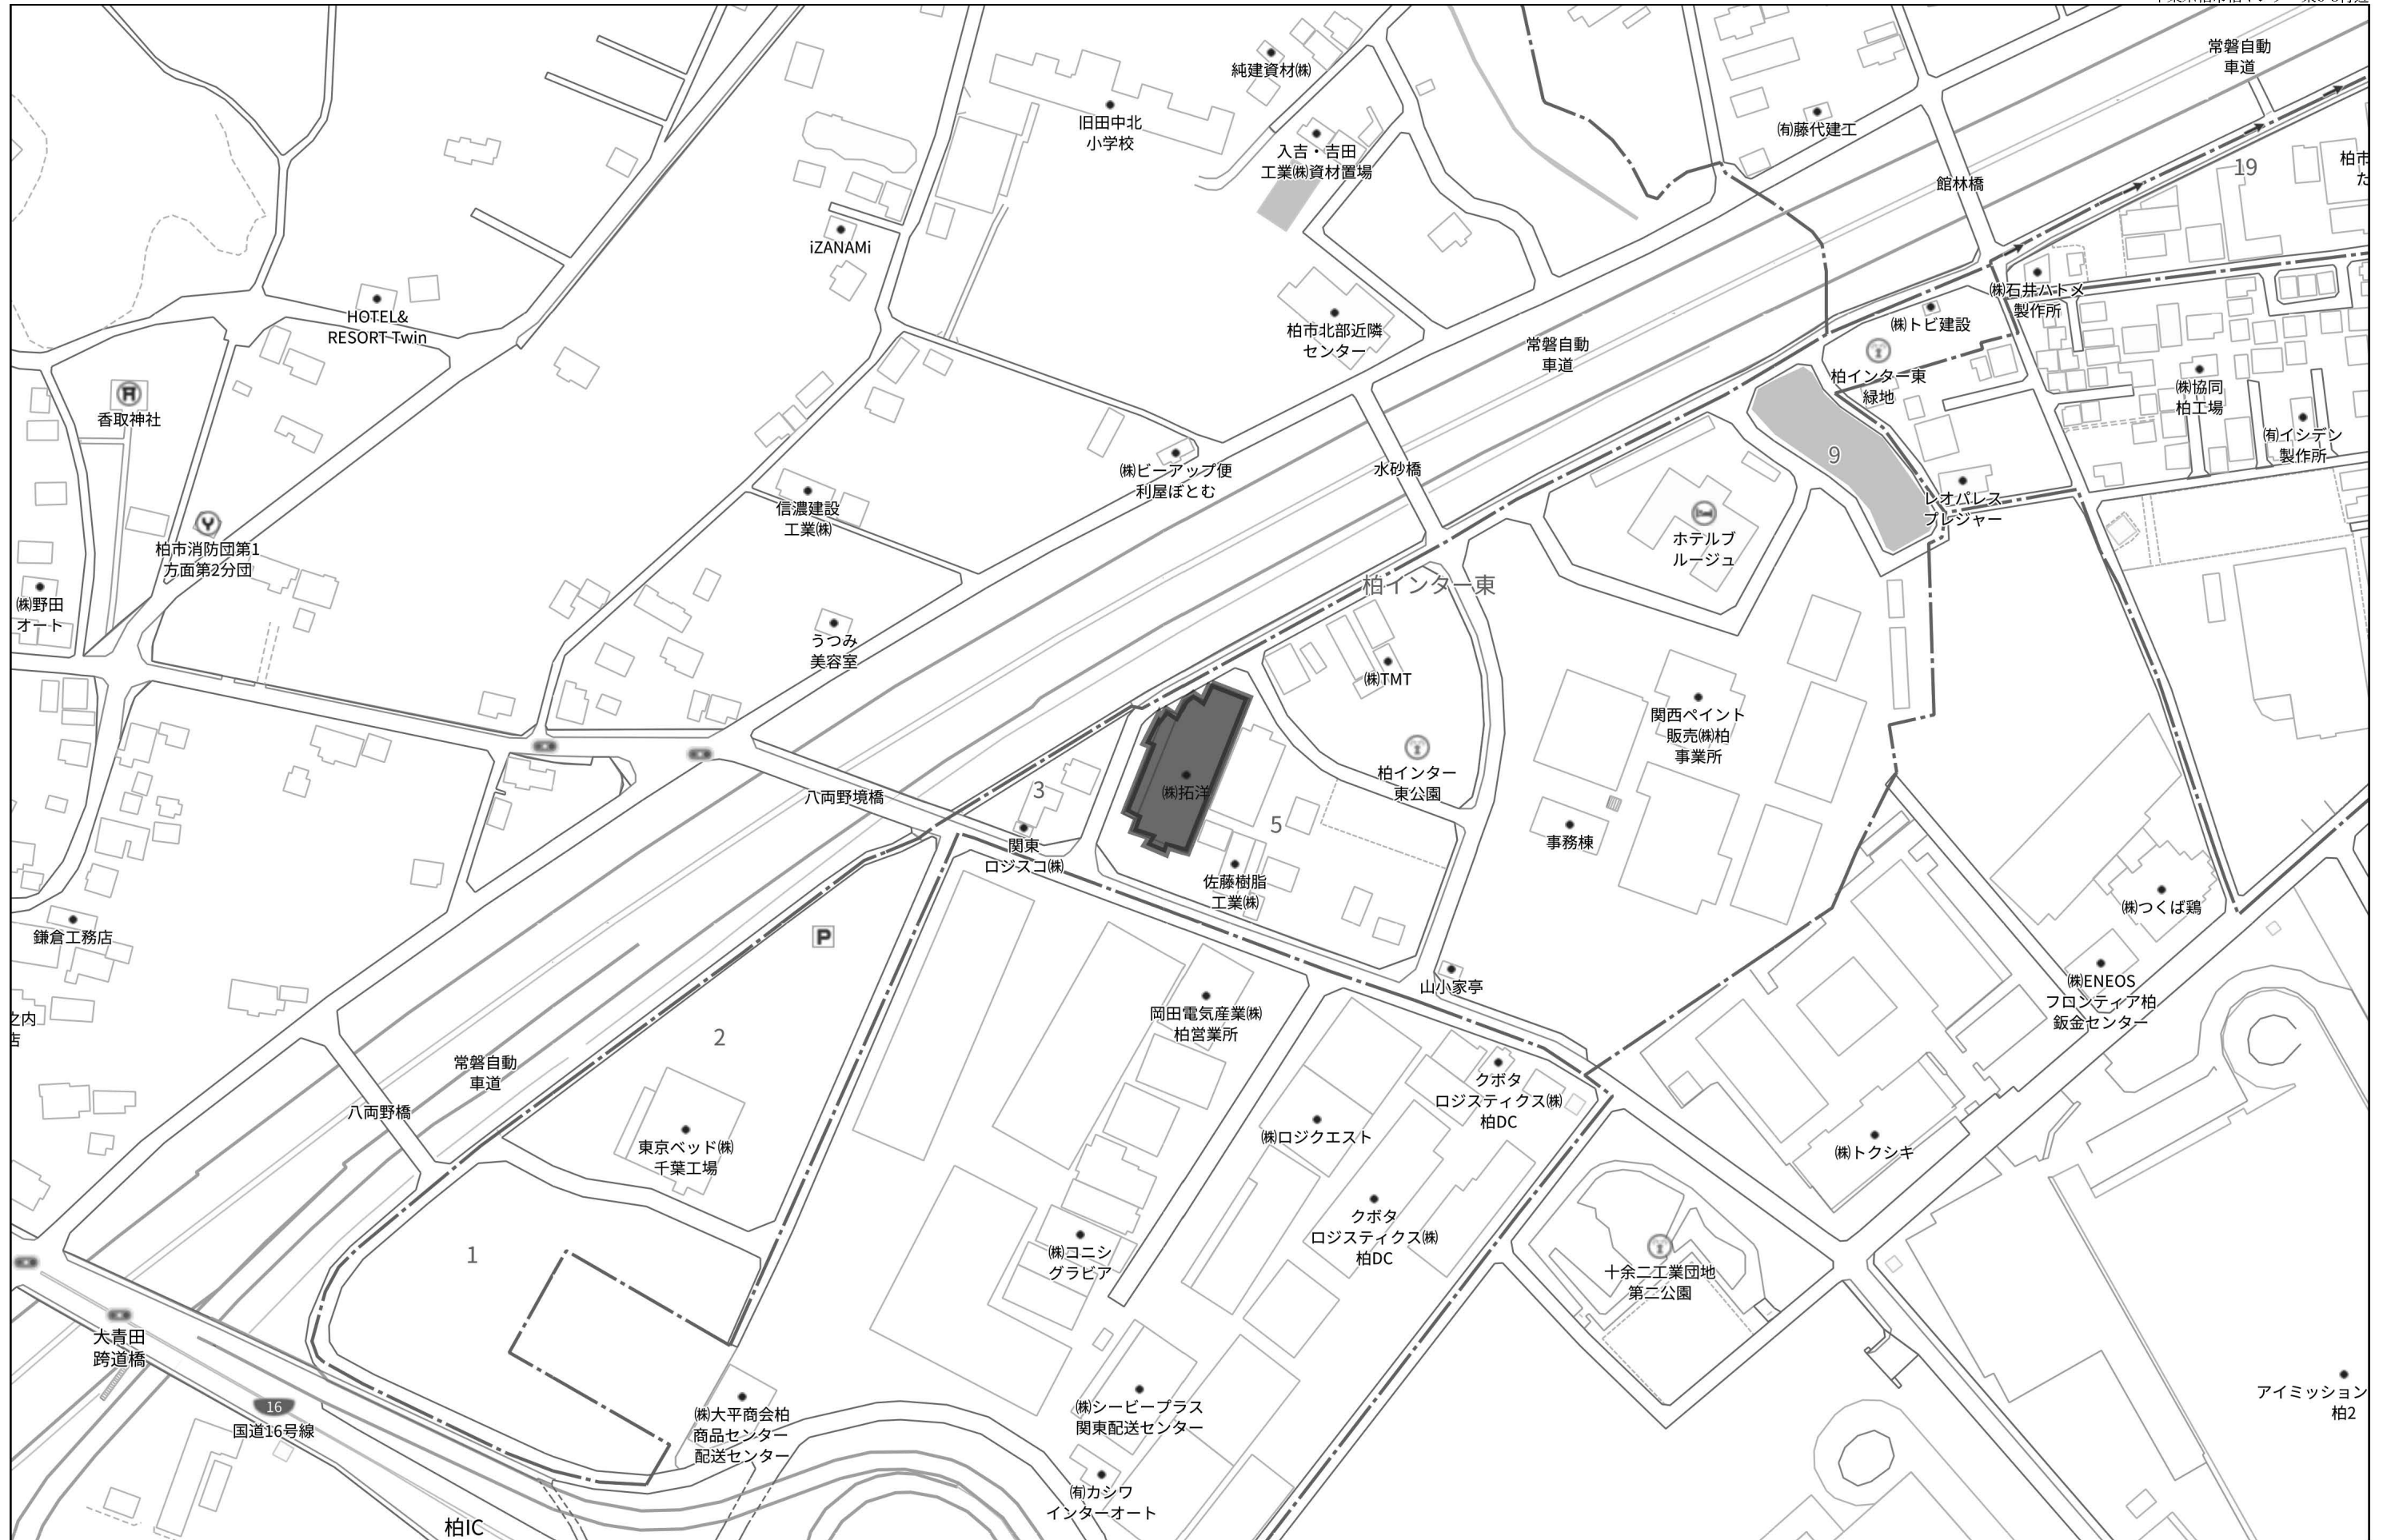 常磐自動
車道
純建資材㈱
旧田中北
小学校
㈲藤代建工
入吉・吉田
工業㈱資材置場
19
柏市
た
館林橋
iZANAMi
㈱石井ハトメ
製作所
HOTEL&
RESORT Twin
柏市北部近隣
センター
㈱トビ建設
常磐自動
車道
柏インター東
緑地
㈱協同
柏工場
香取神社
㈲イシデン
製作所
9
水砂橋
㈱ビーアップ便
利屋ぽとむ
レオパレス
プレジャー
信濃建設
工業㈱
ホテルブ
ルージュ
柏市消防団第1
方面第2分団
柏インター東
㈱野田
オート
うつみ
美容室
㈱TMT
関西ペイント
販売㈱柏
事業所
柏インター
東公園
3
㈱拓洋
八両野境橋
5
事務棟
関東
ロジスコ㈱
佐藤樹脂
工業㈱
㈱つくば鶏
P
鎌倉工務店
山小家亭
㈱ENEOS
フロンティア柏
鈑金センター
之内
店
岡田電気産業㈱
柏営業所
2
常磐自動
車道
クボタ
ロジスティクス㈱
柏DC
八両野橋
㈱ロジクエスト
東京ベッド㈱
千葉工場
㈱トクシキ
クボタ
ロジスティクス㈱
柏DC
1
㈱コニシ
グラビア
十余二工業団地
第二公園
大青田
跨道橋
アイミッション
柏2
16
国道16号線
㈱大平商会柏
商品センター
配送センター
㈱シーピープラス
関東配送センター
㈲カシワ
インターオート
柏IC